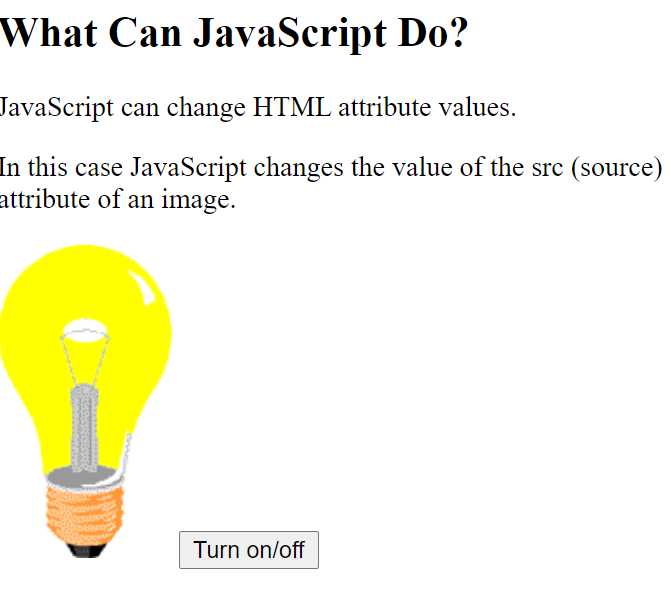 What Can JavaScript Do?
JavaScript can change HTML attribute values.
In this case JavaScript changes the value of the src (source)
attribute of an image.
Turn on/off